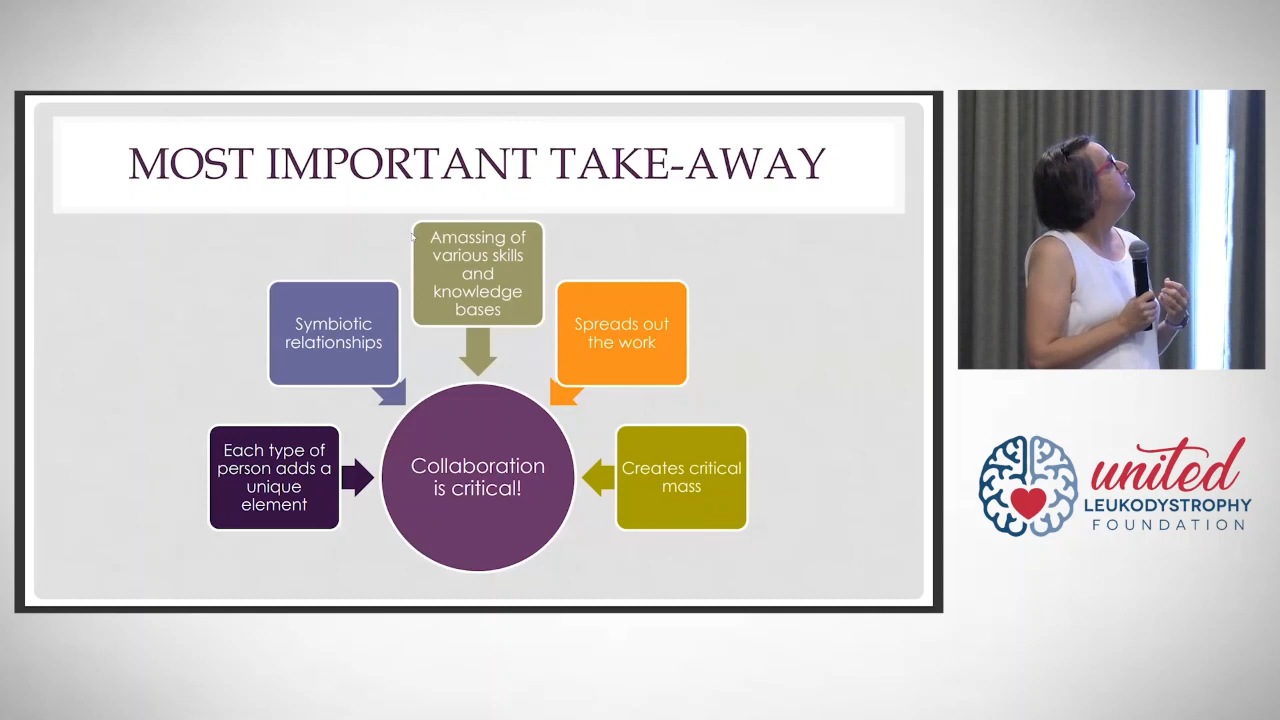 MOST IMPORTANT TAKE-AWAY
Amassing of
various skills
and
knowledge
bases
Symbiotic
relationships
Spreads out
the work
Each type of
person adds a
unique
element
Collaboration
is critical!
Creates critical
mass
united
LEUKODYSTROPHY
FOUNDATION